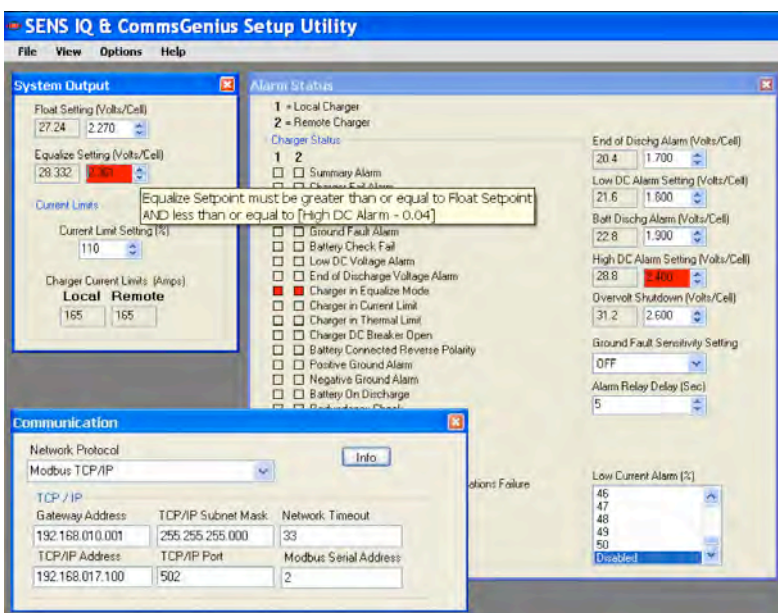 SENS IQ & CommsGenius Setup Utility
File View Options Help
System Output
Float Setting (Volts/Cell)
27.24 2.270
Equalize Setting (Volts/Cell)
28.332 2.361
Equalize Setpoint must be greater than or equal to Float Setpoint
AND less than or equal to [High DC Alarm - 0.04]
Current Limits
Current Limit Setting (%)
110
Charger Current Limits (Amps)
Local Remote
165 165
Alarm Status
1 = Local Charger
2 = Remote Charger
Charger Status
1 2
Summary Alarm
Charger Fail Alarm
Ground Fault Alarm
Battery Check Fail
Low DC Voltage Alarm
End of Discharge Voltage Alarm
Charger in Equalize Mode
Charger in Current Limit
Charger in Thermal Limit
Charger DC Breaker Open
Battery Connected Reverse Polarity
Positive Ground Alarm
Negative Ground Alarm
Battery On Discharge
Redundancy Check
ations Failure
End of Dischg Alarm (Volts/Cell)
20.4 1.700
Low DC Alarm Setting (Volts/Cell)
21.6 1.800
Batt Dischg Alarm (Volts/Cell)
22.8 1.900
High DC Alarm Setting (Volts/Cell)
28.8 2.400
Overvolt Shutdown (Volts/Cell)
31.2 2.600
Ground Fault Sensitivity Setting
OFF
Alarm Relay Delay (Sec)
5
Low Current Alarm (%)
46
47
48
49
50
Disabled
Communication
Network Protocol
Modbus TCP/IP
Info
TCP / IP
Gateway Address TCP/IP Subnet Mask Network Timeout
192.168.010.001 255.255.255.000 33
TCP/IP Address TCP/IP Port Modbus Serial Address
192.168.017.100 502 2